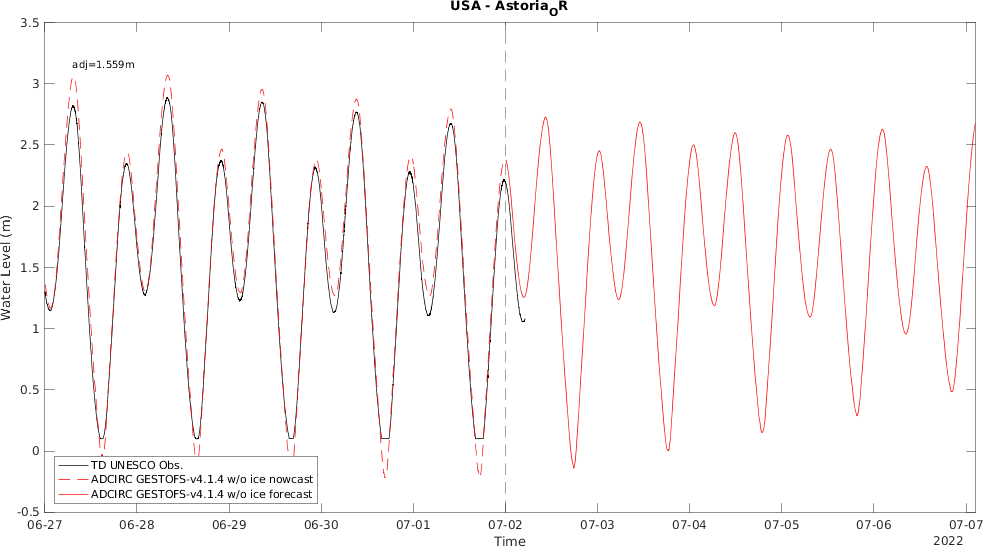 USA - Astoria_OR
3.5
adj=1.559m
3
2.5
2
1.5
1
0.5
0
-0.5
Water Level (m)
TD UNESCO Obs.
ADCIRC GESTOFS-v4.1.4 w/o ice nowcast
ADCIRC GESTOFS-v4.1.4 w/o ice forecast
06-27 06-28 06-29 06-30 07-01 07-02 07-03 07-04 07-05 07-06 07-07
Time
2022